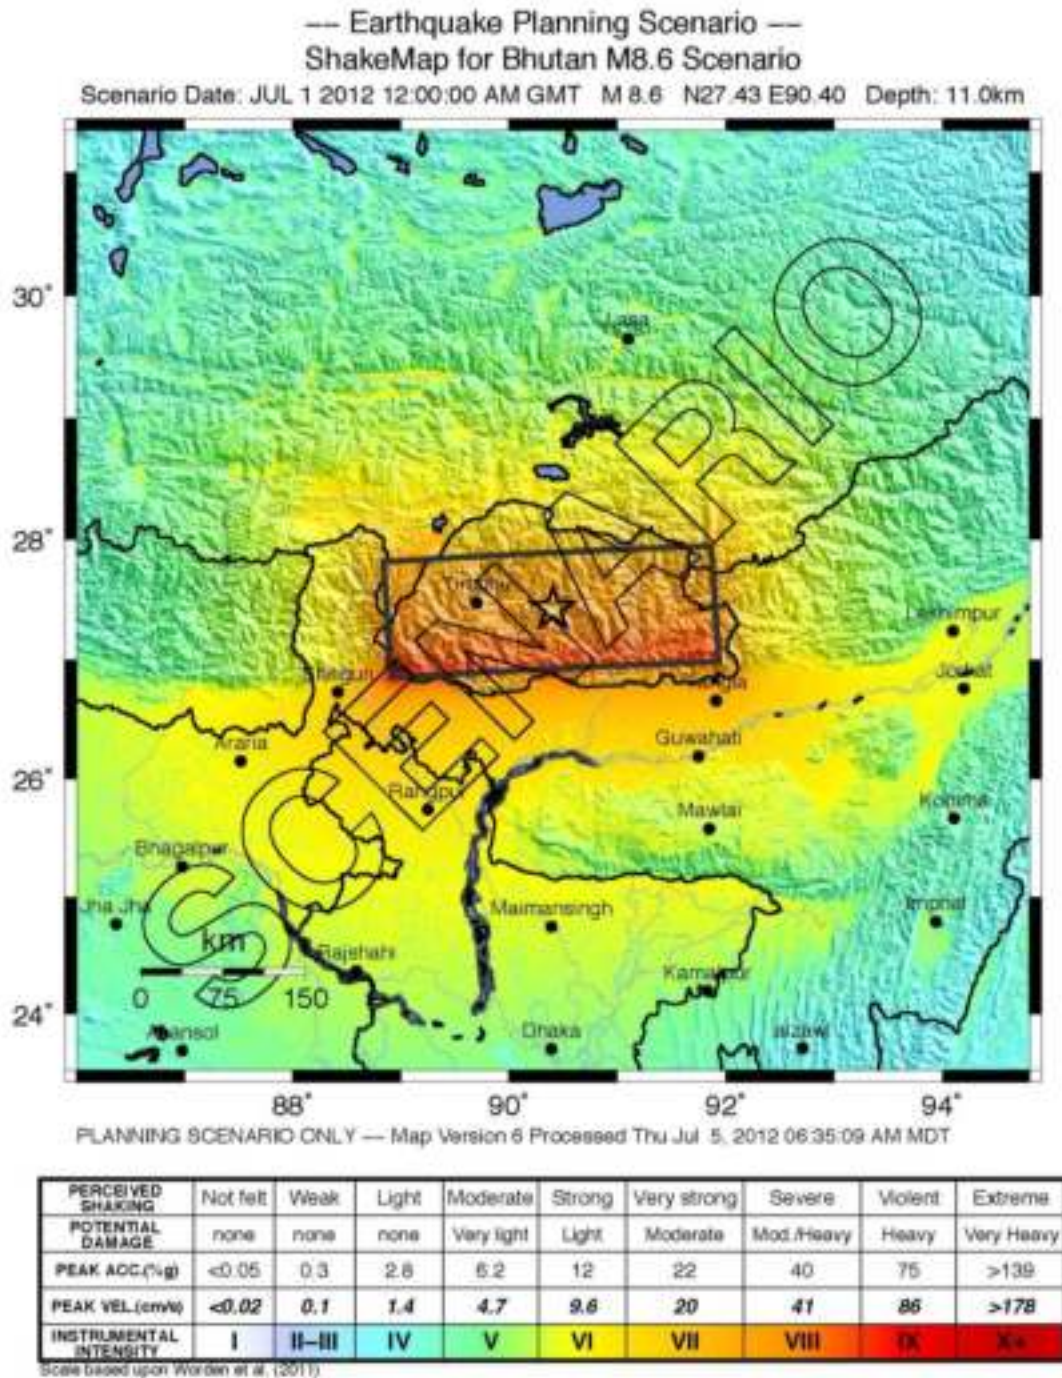 -- Earthquake Planning Scenario --
ShakeMap for Bhutan M8.6 Scenario
Scenario Date: JUL 1 2012 12:00:00 AM GMT M 8.6 N27.43 E90.40 Depth: 11.0km
SCENARIO
30°
Lasa
28°
Lakhimpur
Jorhat
Guwahati
Araria
26°
Rangpur
Mawlai
Kohima
Bhagalpur
Jha Jha
Maimansingh
Imphal
km
Rajshahi
0 75 150
24°
Dhaka
88° 90° 92° 94°
PLANNING SCENARIO ONLY -- Map Version 6 Processed Thu Jul 5, 2012 06:35:09 AM MDT
PERCEIVED SHAKING Not felt Weak Light Moderate Strong Very strong Severe Violent Extreme
POTENTIAL DAMAGE none none none Very light Light Moderate Mod./Heavy Heavy Very Heavy
PEAK ACC.(%g) <0.05 0.3 2.8 6.2 12 22 40 75 >139
PEAK VEL.(cm/s) <0.02 0.1 1.4 4.7 9.6 20 41 86 >178
INSTRUMENTAL INTENSITY I II–III IV V VI VII VIII IX X+
Scale based upon Worden et al. (2011)